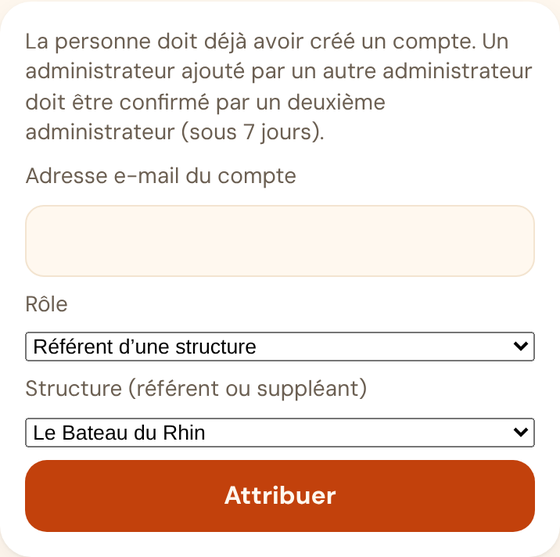 La personne doit déjà avoir créé un compte. Un
administrateur ajouté par un autre administrateur
doit être confirmé par un deuxième
administrateur (sous 7 jours).
Adresse e-mail du compte
Rôle
Référent d’une structure
Structure (référent ou suppléant)
Le Bateau du Rhin
Attribuer